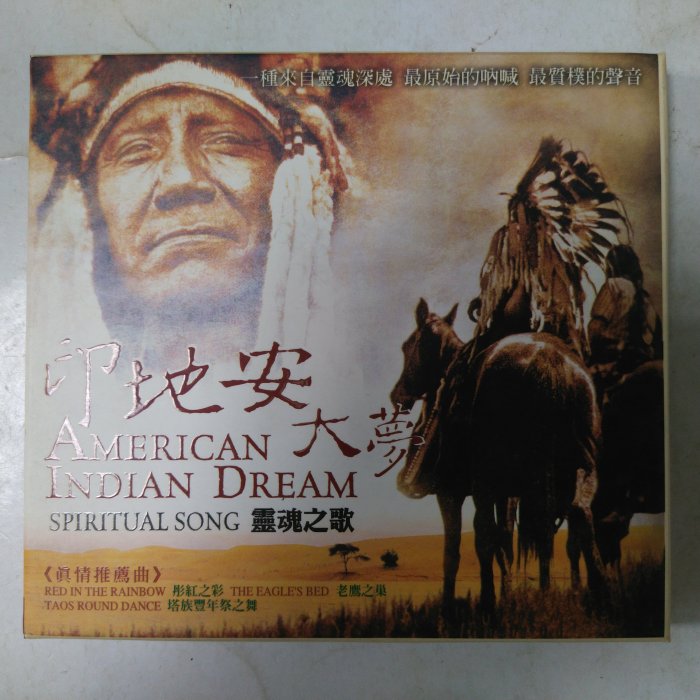 一種來自靈魂深處 最原始的吶喊 最質樸的聲音
印地安
大夢
AMERICAN
INDIAN DREAM
SPIRITUAL SONG 靈魂之歌
《眞情推薦曲》
RED IN THE RAINBOW 彤紅之彩 THE EAGLE'S BED 老鷹之巢
TAOS ROUND DANCE 塔族豐年祭之舞